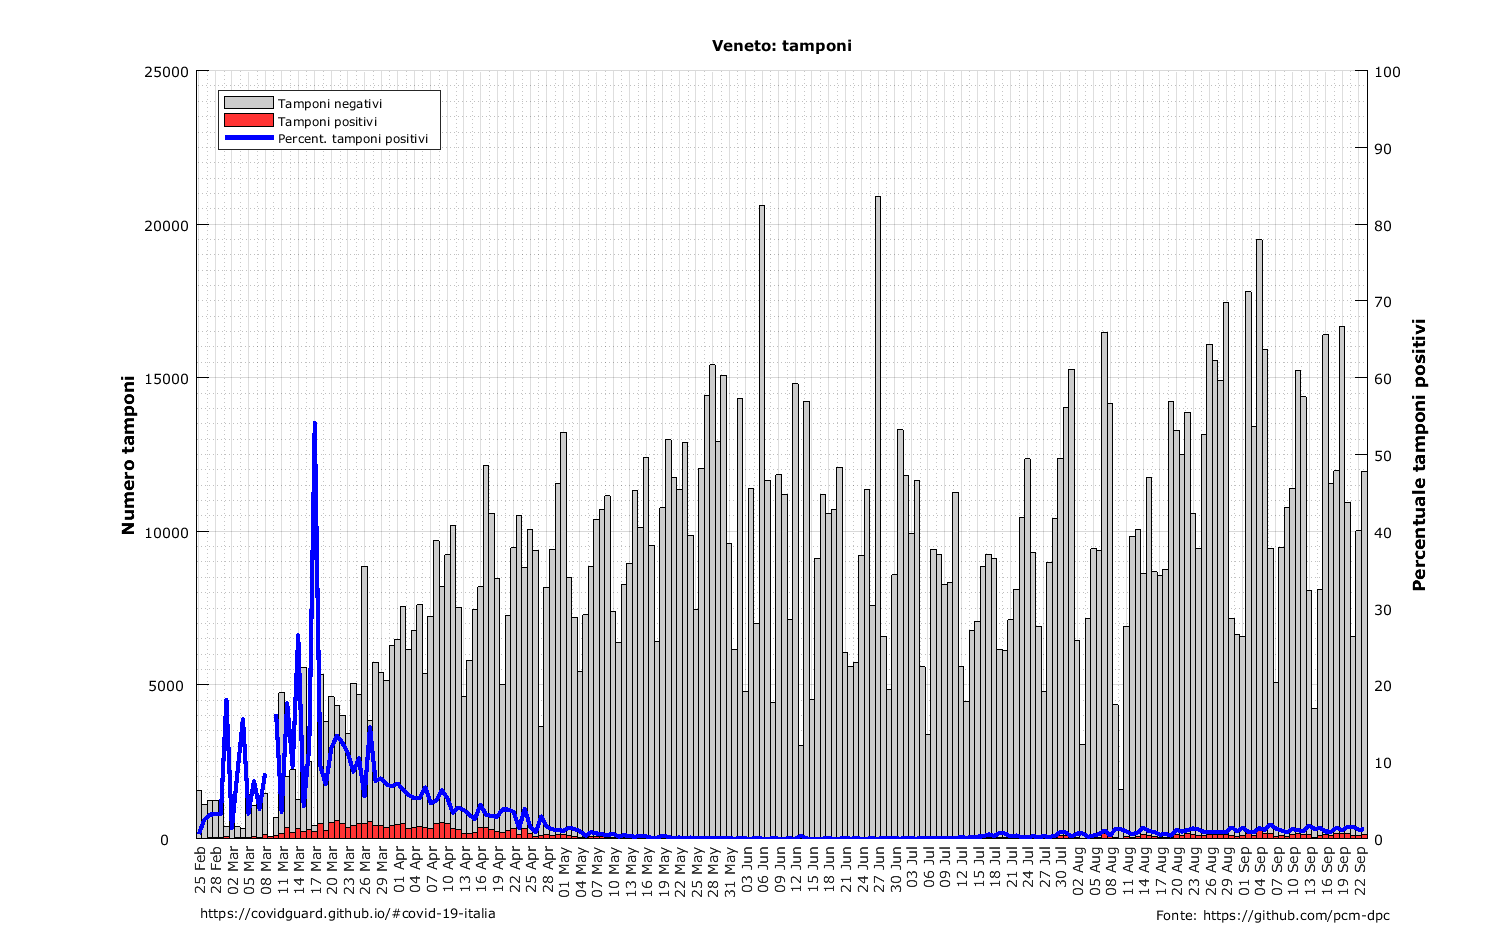 Veneto: tamponi
Tamponi negativi
Tamponi positivi
Percent. tamponi positivi
Numero tamponi
25000
20000
15000
10000
5000
0
Percentuale tamponi positivi
100
90
80
70
60
50
40
30
20
10
0
25 Feb
28 Feb
02 Mar
05 Mar
08 Mar
11 Mar
14 Mar
17 Mar
20 Mar
23 Mar
26 Mar
29 Mar
01 Apr
04 Apr
07 Apr
10 Apr
13 Apr
16 Apr
19 Apr
22 Apr
25 Apr
28 Apr
01 May
04 May
07 May
10 May
13 May
16 May
19 May
22 May
25 May
28 May
31 May
03 Jun
06 Jun
09 Jun
12 Jun
15 Jun
18 Jun
21 Jun
24 Jun
27 Jun
30 Jun
03 Jul
06 Jul
09 Jul
12 Jul
15 Jul
18 Jul
21 Jul
24 Jul
27 Jul
30 Jul
02 Aug
05 Aug
08 Aug
11 Aug
14 Aug
17 Aug
20 Aug
23 Aug
26 Aug
29 Aug
01 Sep
04 Sep
07 Sep
10 Sep
13 Sep
16 Sep
19 Sep
22 Sep
https://covidguard.github.io/#covid-19-italia
Fonte: https://github.com/pcm-dpc